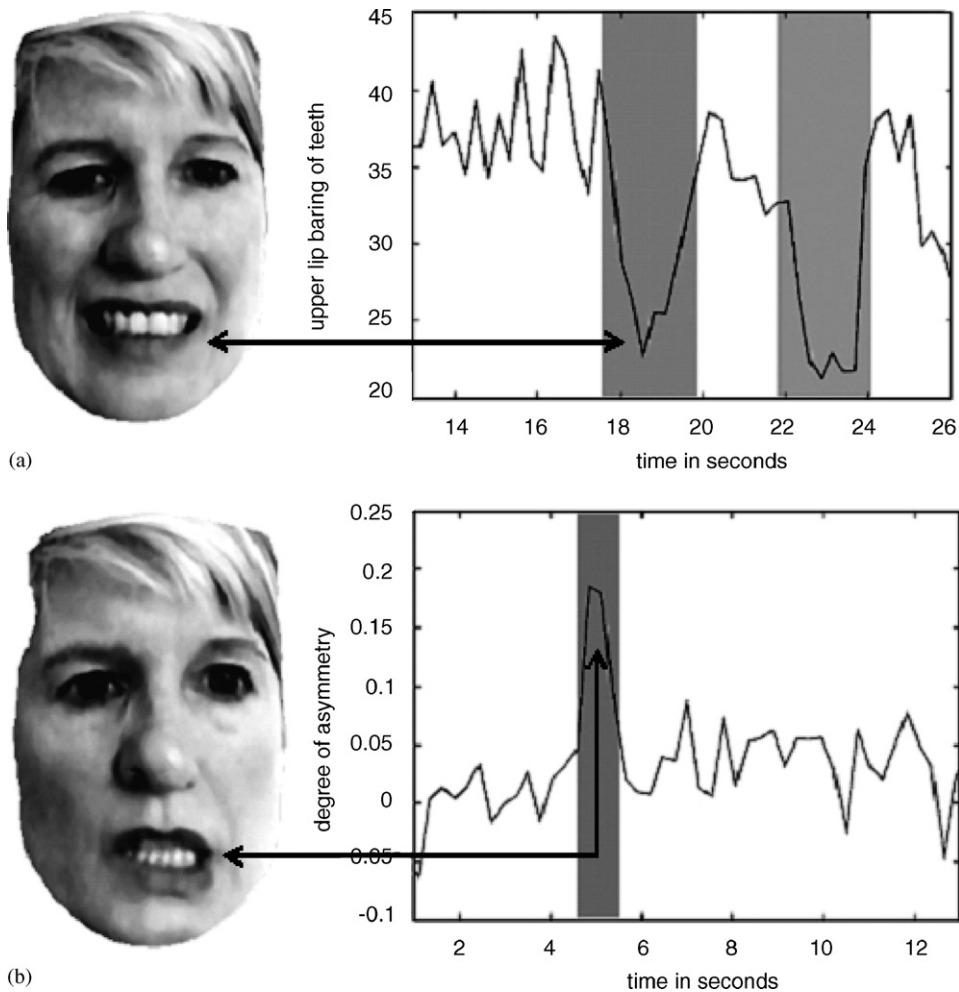 45
40
35
30
25
20
upper lip baring of teeth
14 16 18 20 22 24 26
time in seconds
(a)
0.25
0.2
0.15
0.1
0.05
0
0.05
-0.1
degree of asymmetry
2 4 6 8 10 12
time in seconds
(b)